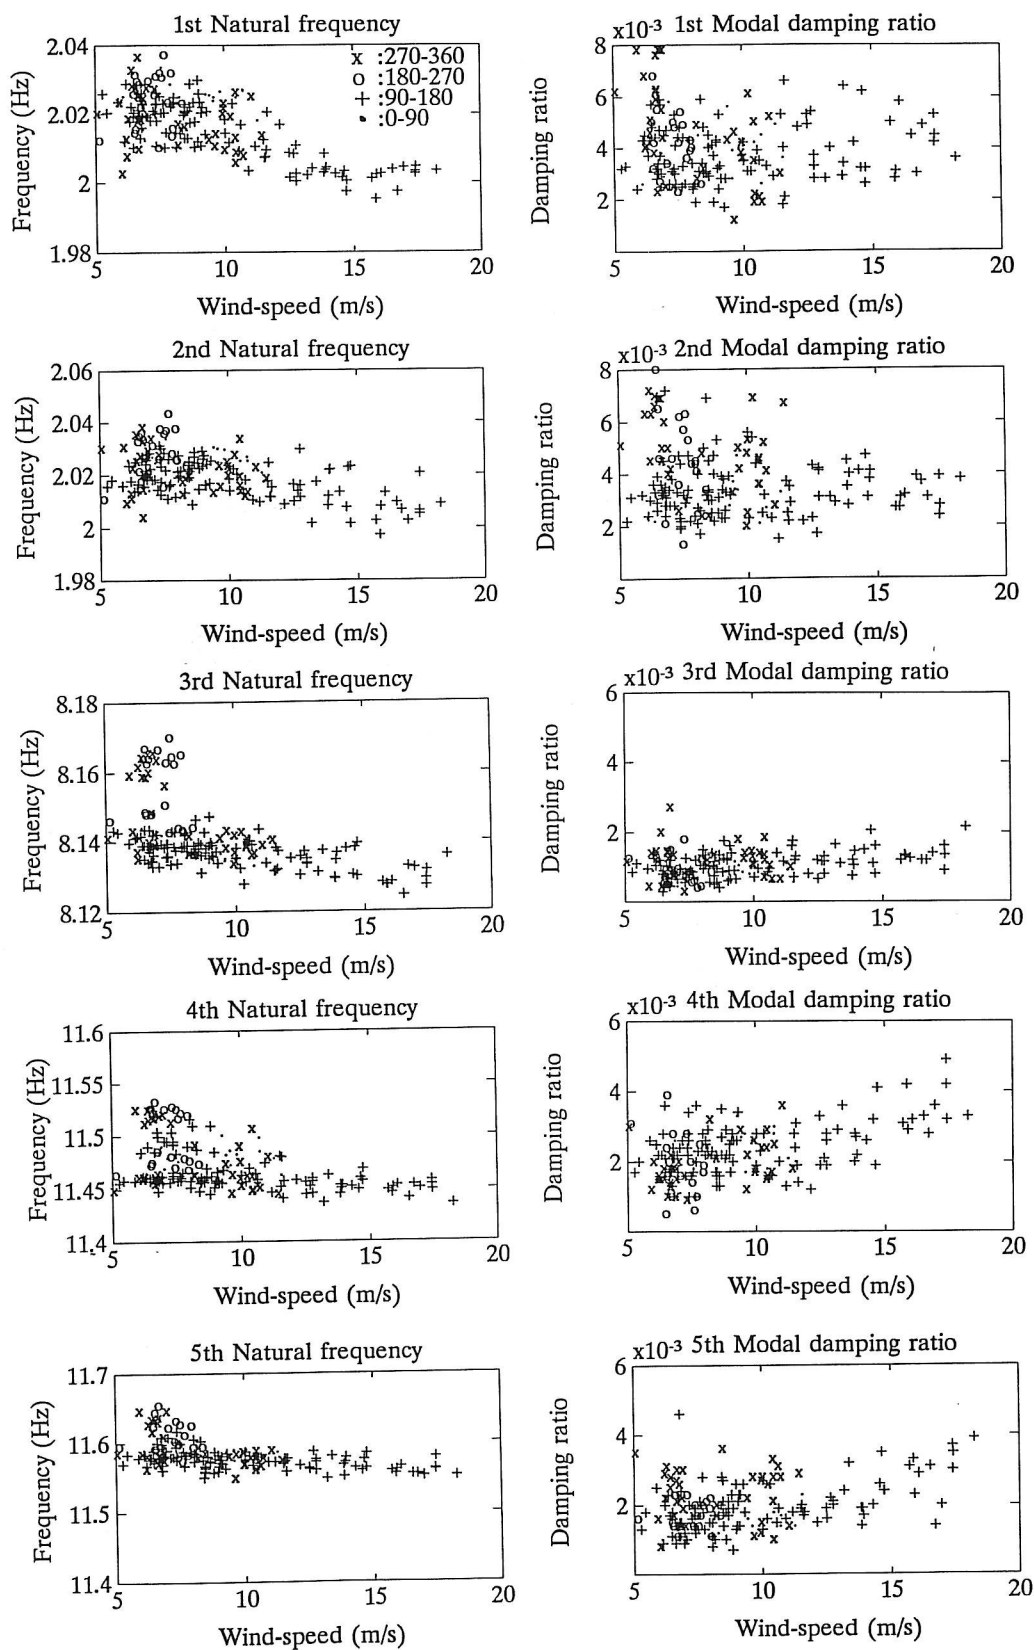 1st Natural frequency
2.04
2.02
2
1.98
5 10 15 20
Frequency (Hz)
Wind-speed (m/s)
x :270-360
o :180-270
+ :90-180
• :0-90
x10-3 1st Modal damping ratio
8
6
4
2
5 10 15 20
Damping ratio
Wind-speed (m/s)
2nd Natural frequency
2.06
2.04
2.02
2
1.98
5 10 15 20
Frequency (Hz)
Wind-speed (m/s)
x10-3 2nd Modal damping ratio
8
6
4
2
5 10 15 20
Damping ratio
Wind-speed (m/s)
3rd Natural frequency
8.18
8.16
8.14
8.12
5 10 15 20
Frequency (Hz)
Wind-speed (m/s)
x10-3 3rd Modal damping ratio
6
4
2
5 10 15 20
Damping ratio
Wind-speed (m/s)
4th Natural frequency
11.6
11.55
11.5
11.45
11.4
5 10 15 20
Frequency (Hz)
Wind-speed (m/s)
x10-3 4th Modal damping ratio
6
4
2
5 10 15 20
Damping ratio
Wind-speed (m/s)
5th Natural frequency
11.7
11.6
11.5
11.4
5 10 15 20
Frequency (Hz)
Wind-speed (m/s)
x10-3 5th Modal damping ratio
6
4
2
5 10 15 20
Damping ratio
Wind-speed (m/s)